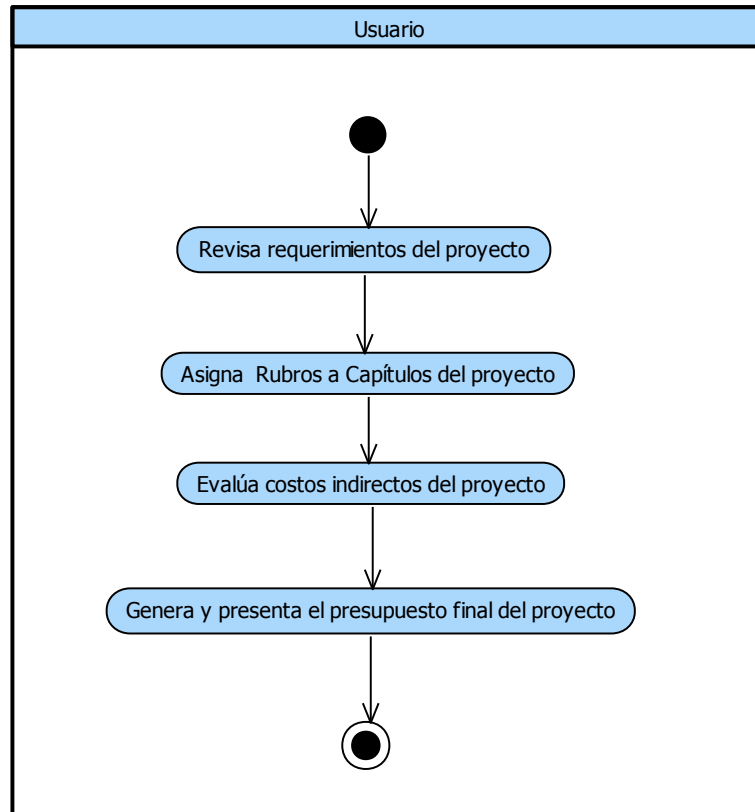 Usuario
Revisa requerimientos del proyecto
Asigna  Rubros a Capítulos del proyecto
Evalúa costos indirectos del proyecto
Genera y presenta el presupuesto final del proyecto